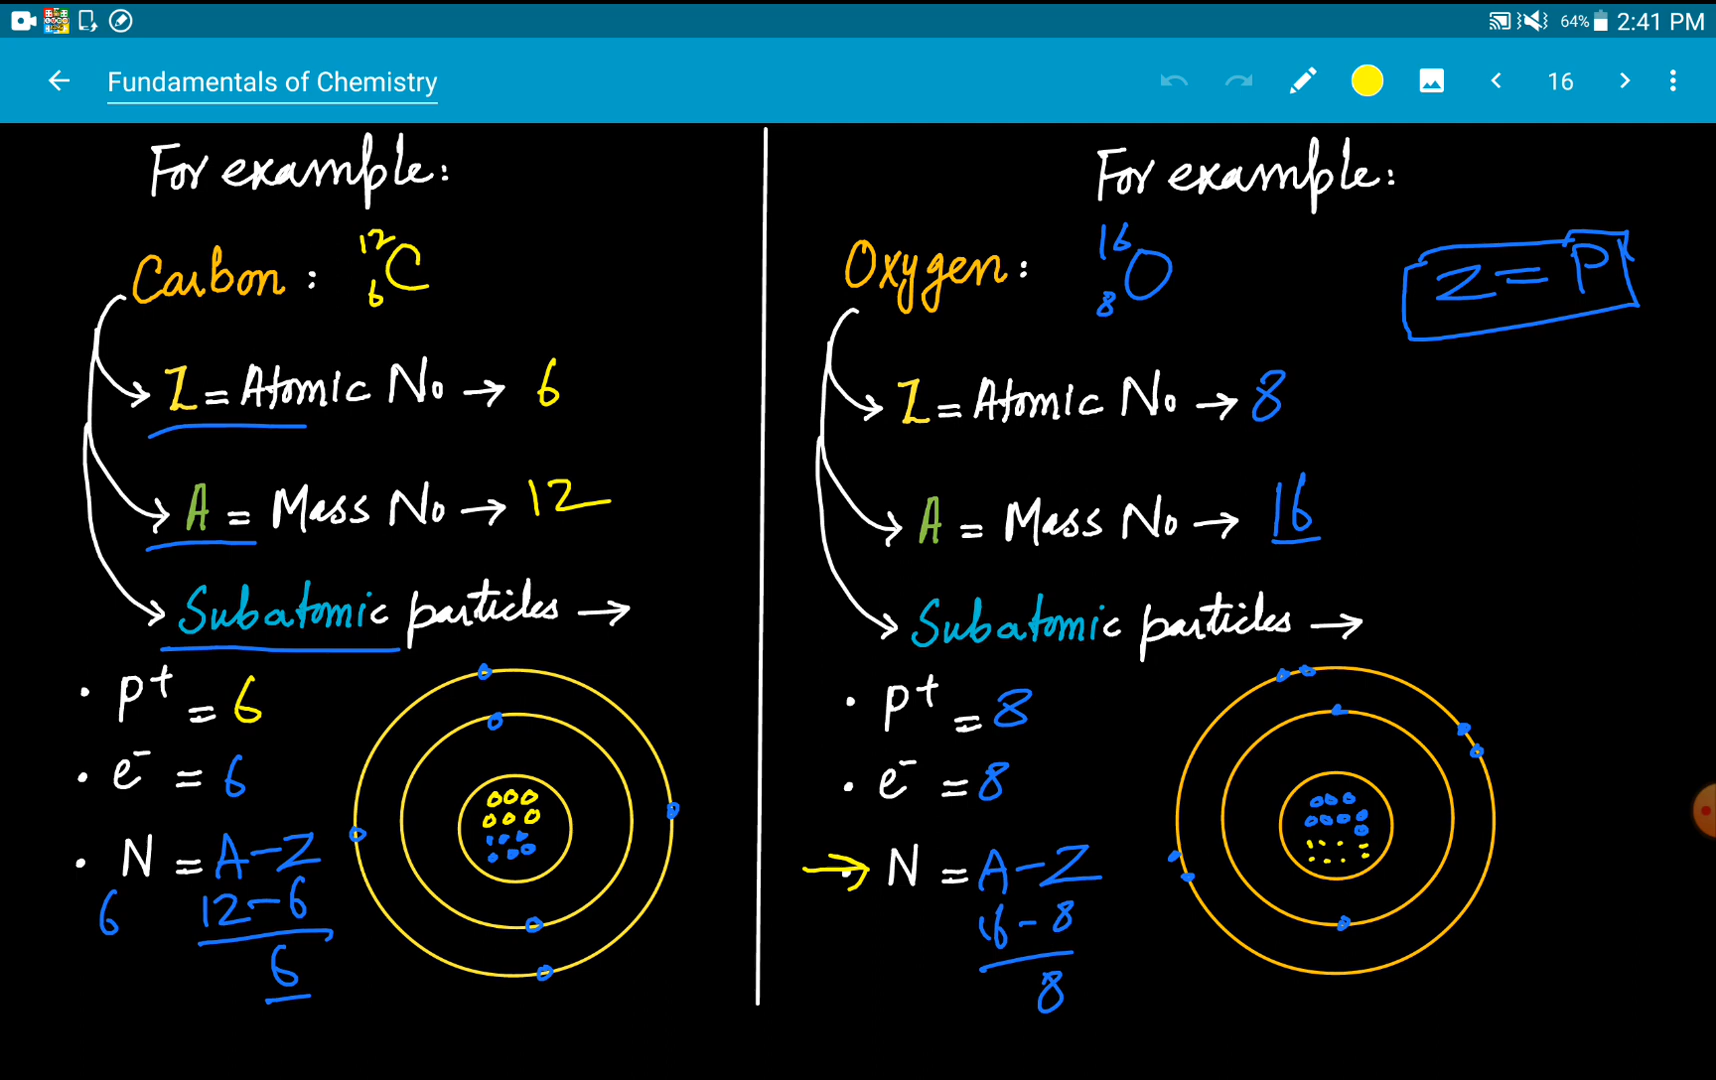 64% 2:41 PM
Fundamentals of Chemistry
16
For example:
Carbon : ¹²₆C
Z = Atomic No → 6
A = Mass No → 12
Subatomic particles →
• p⁺ = 6
• e⁻ = 6
• N = A-Z
6 12-6
6
For example:
Oxygen : ¹⁶₈O
Z = P
Z = Atomic No → 8
A = Mass No → 16
Subatomic particles →
• p⁺ = 8
• e⁻ = 8
→ • N = A-Z
16-8
8